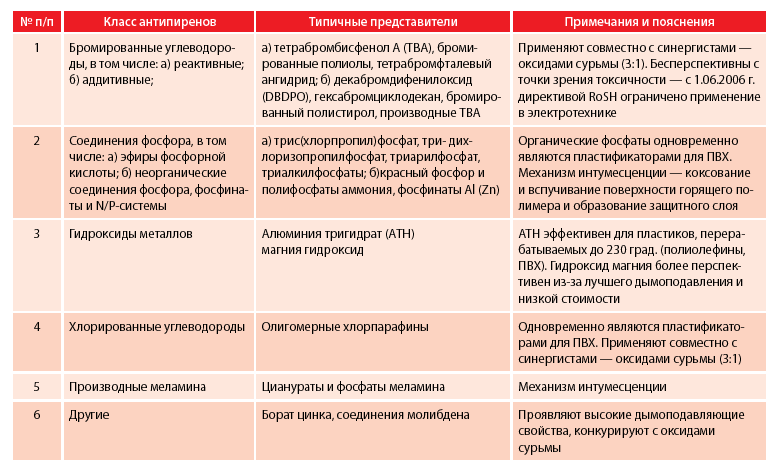 № п/п
Класс антипиренов
Типичные представители
Примечания и пояснения
1
Бромированные углеводоро-
ды, в том числе: а) реактивные;
б) аддитивные;
а) тетрабромбисфенол А (ТВА), броми-
рованные полиолы, тетрабромфталевый
ангидрид; б) декабромдифенилоксид
(DBDPO), гексабромциклодекан, бромиро-
ванный полистирол, производные ТВА
Применяют совместно с синергистами —
оксидами сурьмы (3:1). Бесперспективны с
точки зрения токсичности — с 1.06.2006 г.
директивой RoSH ограничено применение
в электротехнике
2
Соединения фосфора, в том
числе: а) эфиры фосфорной
кислоты; б) неорганические
соединения фосфора, фосфина-
ты и N/P-системы
а) трис(хлорпропил)фосфат, три- дих-
лоризопропилфосфат, триарилфосфат,
триалкилфосфаты; б)красный фосфор и
полифосфаты аммония, фосфинаты Al (Zn)
Органические фосфаты одновременно
являются пластификаторами для ПВХ.
Механизм интумесценции — коксование
и вспучивание поверхности горящего по-
лимера и образование защитного слоя
3
Гидроксиды металлов
Алюминия тригидрат (АТН)
магния гидроксид
АТН эффективен для пластиков, перера-
батываемых до 230 град. (полиолефины,
ПВХ). Гидроксид магния более перспек-
тивен из-за лучшего дымоподавления и
низкой стоимости
4
Хлорированные углеводороды
Олигомерные хлорпарафины
Одновременно являются пластификато-
рами для ПВХ. Применяют совместно с
синергистами — оксидами сурьмы (3:1)
5
Производные меламина
Цианураты и фосфаты меламина
Механизм интумесценции
6
Другие
Борат цинка, соединения молибдена
Проявляют высокие дымоподавляющие
свойства, конкурируют с оксидами
сурьмы